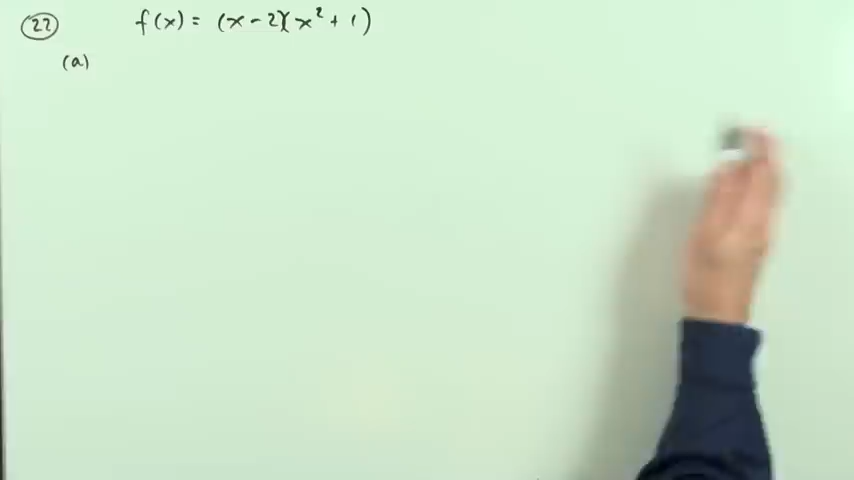 22 f(x) = (x - 2)(x² + 1)
(a)